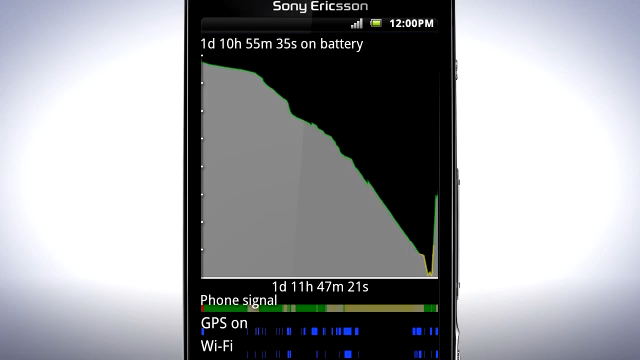 Sony Ericsson
12:00PM
1d 10h 55m 35s on battery
1d 11h 47m 21s
Phone signal
GPS on
Wi-Fi